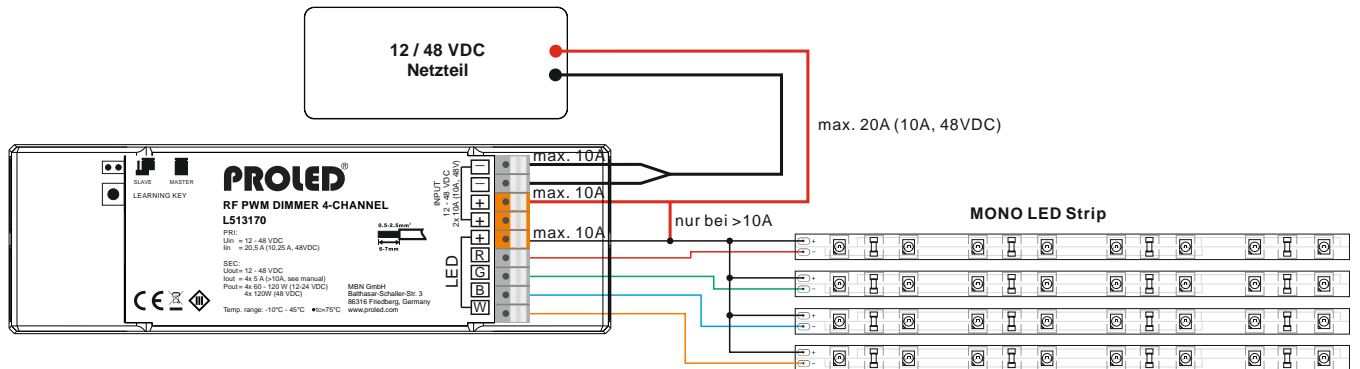 12 / 48 VDC
Netzteil
max. 20A (10A, 48VDC)
SLAVE MASTER
LEARNING KEY
PROLED®
RF PWM DIMMER 4-CHANNEL
L513170
PRI:
Uin = 12 - 48 VDC
Iin = 20,5 A (10,25 A, 48VDC)
SEC:
Uout= 12 - 48 VDC
Iout = 4x 5 A (>10A, see manual)
Pout= 4x 60 - 120 W (12-24 VDC)
4x 120W (48 VDC)
Temp. range: -10°C - 45°C ●tc=75°C
0.5-2.5mm²
6-7mm
MBN GmbH
Balthasar-Schaller-Str. 3
86316 Friedberg, Germany
www.proled.com
CE
III
INPUT
12 - 48 VDC
2x 10A (10A, 48V)
LED
−
−
+
+
+
R
G
B
W
max. 10A
max. 10A
max. 10A
nur bei >10A
MONO LED Strip
+
−
+
−
+
−
+
−